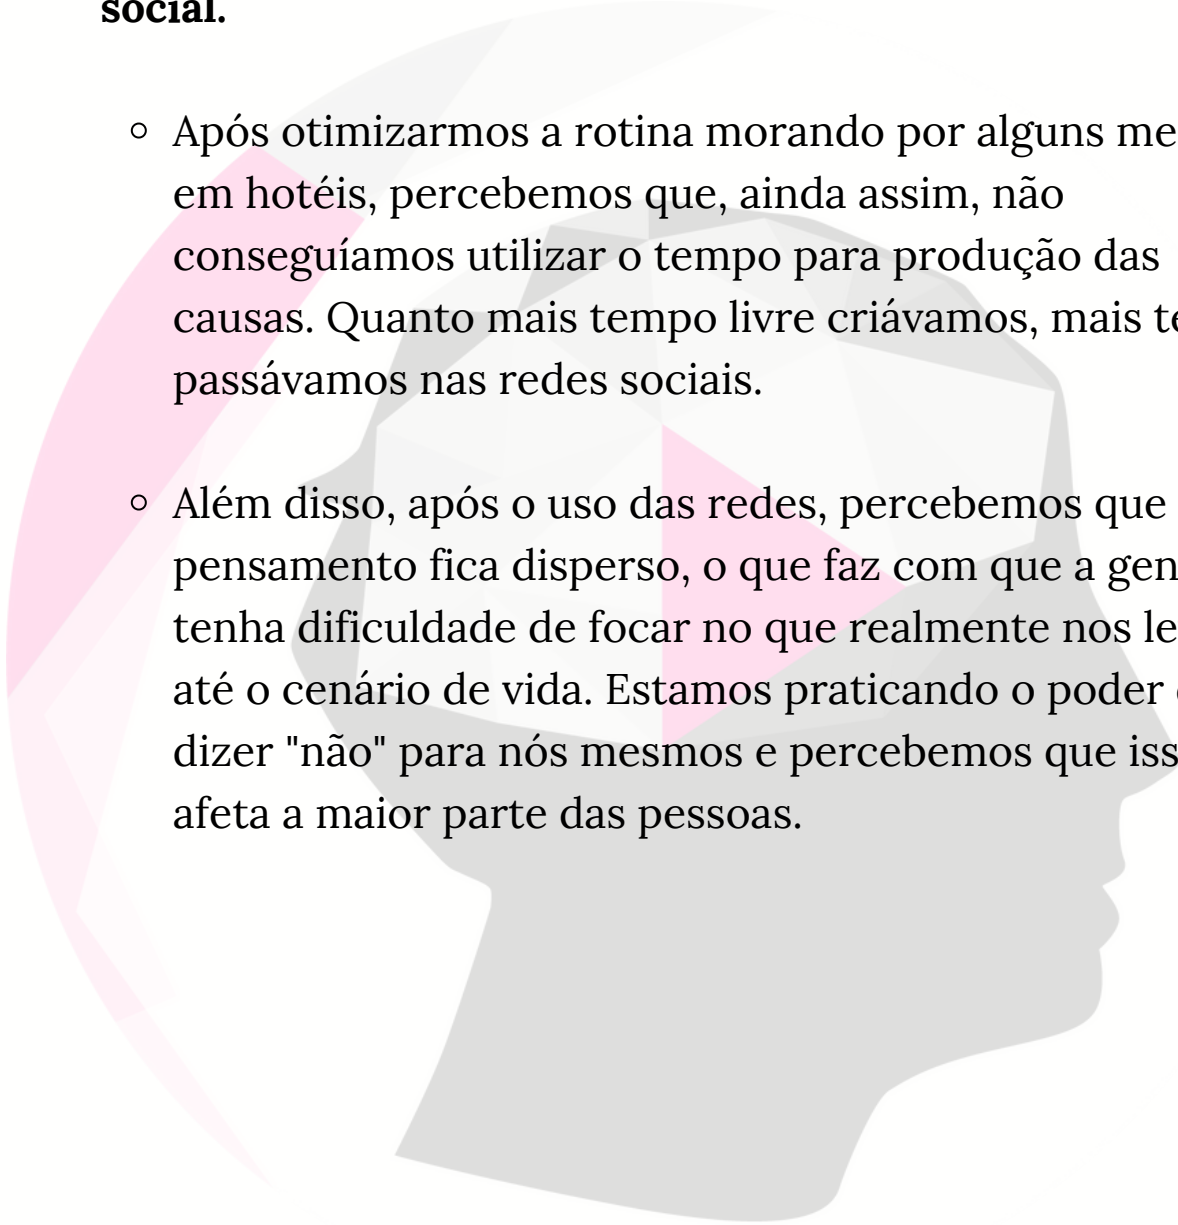 social.
Após otimizarmos a rotina morando por alguns me
em hotéis, percebemos que, ainda assim, não
conseguíamos utilizar o tempo para produção das
causas. Quanto mais tempo livre criávamos, mais te
passávamos nas redes sociais.
Além disso, após o uso das redes, percebemos que
pensamento fica disperso, o que faz com que a gen
tenha dificuldade de focar no que realmente nos le
até o cenário de vida. Estamos praticando o poder
dizer "não" para nós mesmos e percebemos que iss
afeta a maior parte das pessoas.